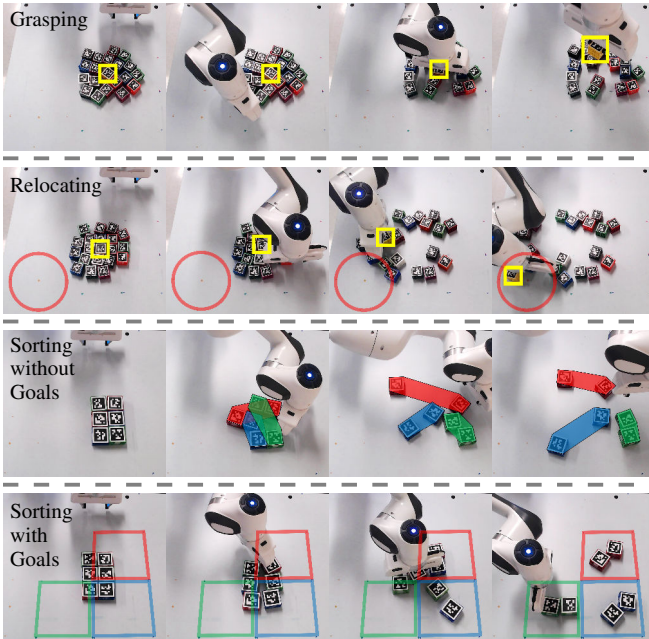 Grasping
Relocating
Sorting
without
Goals
Sorting
with
Goals